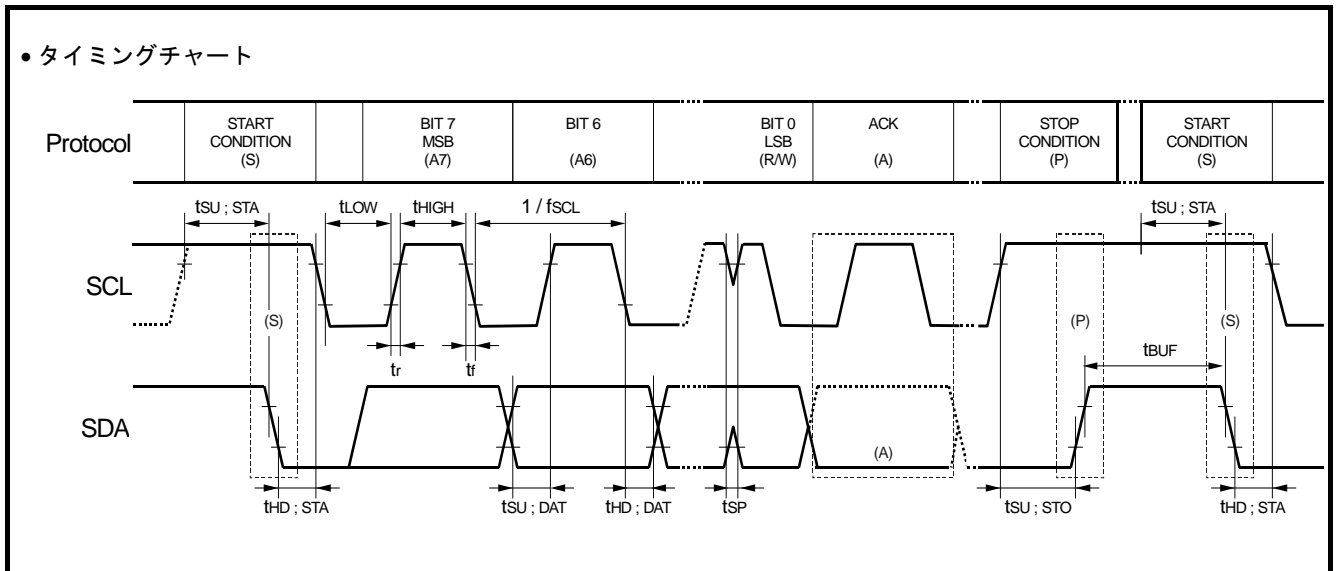 • タイミングチャート
Protocol
START
CONDITION
(S)
BIT 7
MSB
(A7)
BIT 6
(A6)
BIT 0
LSB
(R/W)
ACK
(A)
STOP
CONDITION
(P)
START
CONDITION
(S)
tSU ; STA
tLOW
tHIGH
1 / fSCL
tSU ; STA
SCL
(S)
(P)
(S)
tr
tf
tBUF
SDA
(A)
tHD ; STA
tSU ; DAT
tHD ; DAT
tSP
tSU ; STO
tHD ; STA